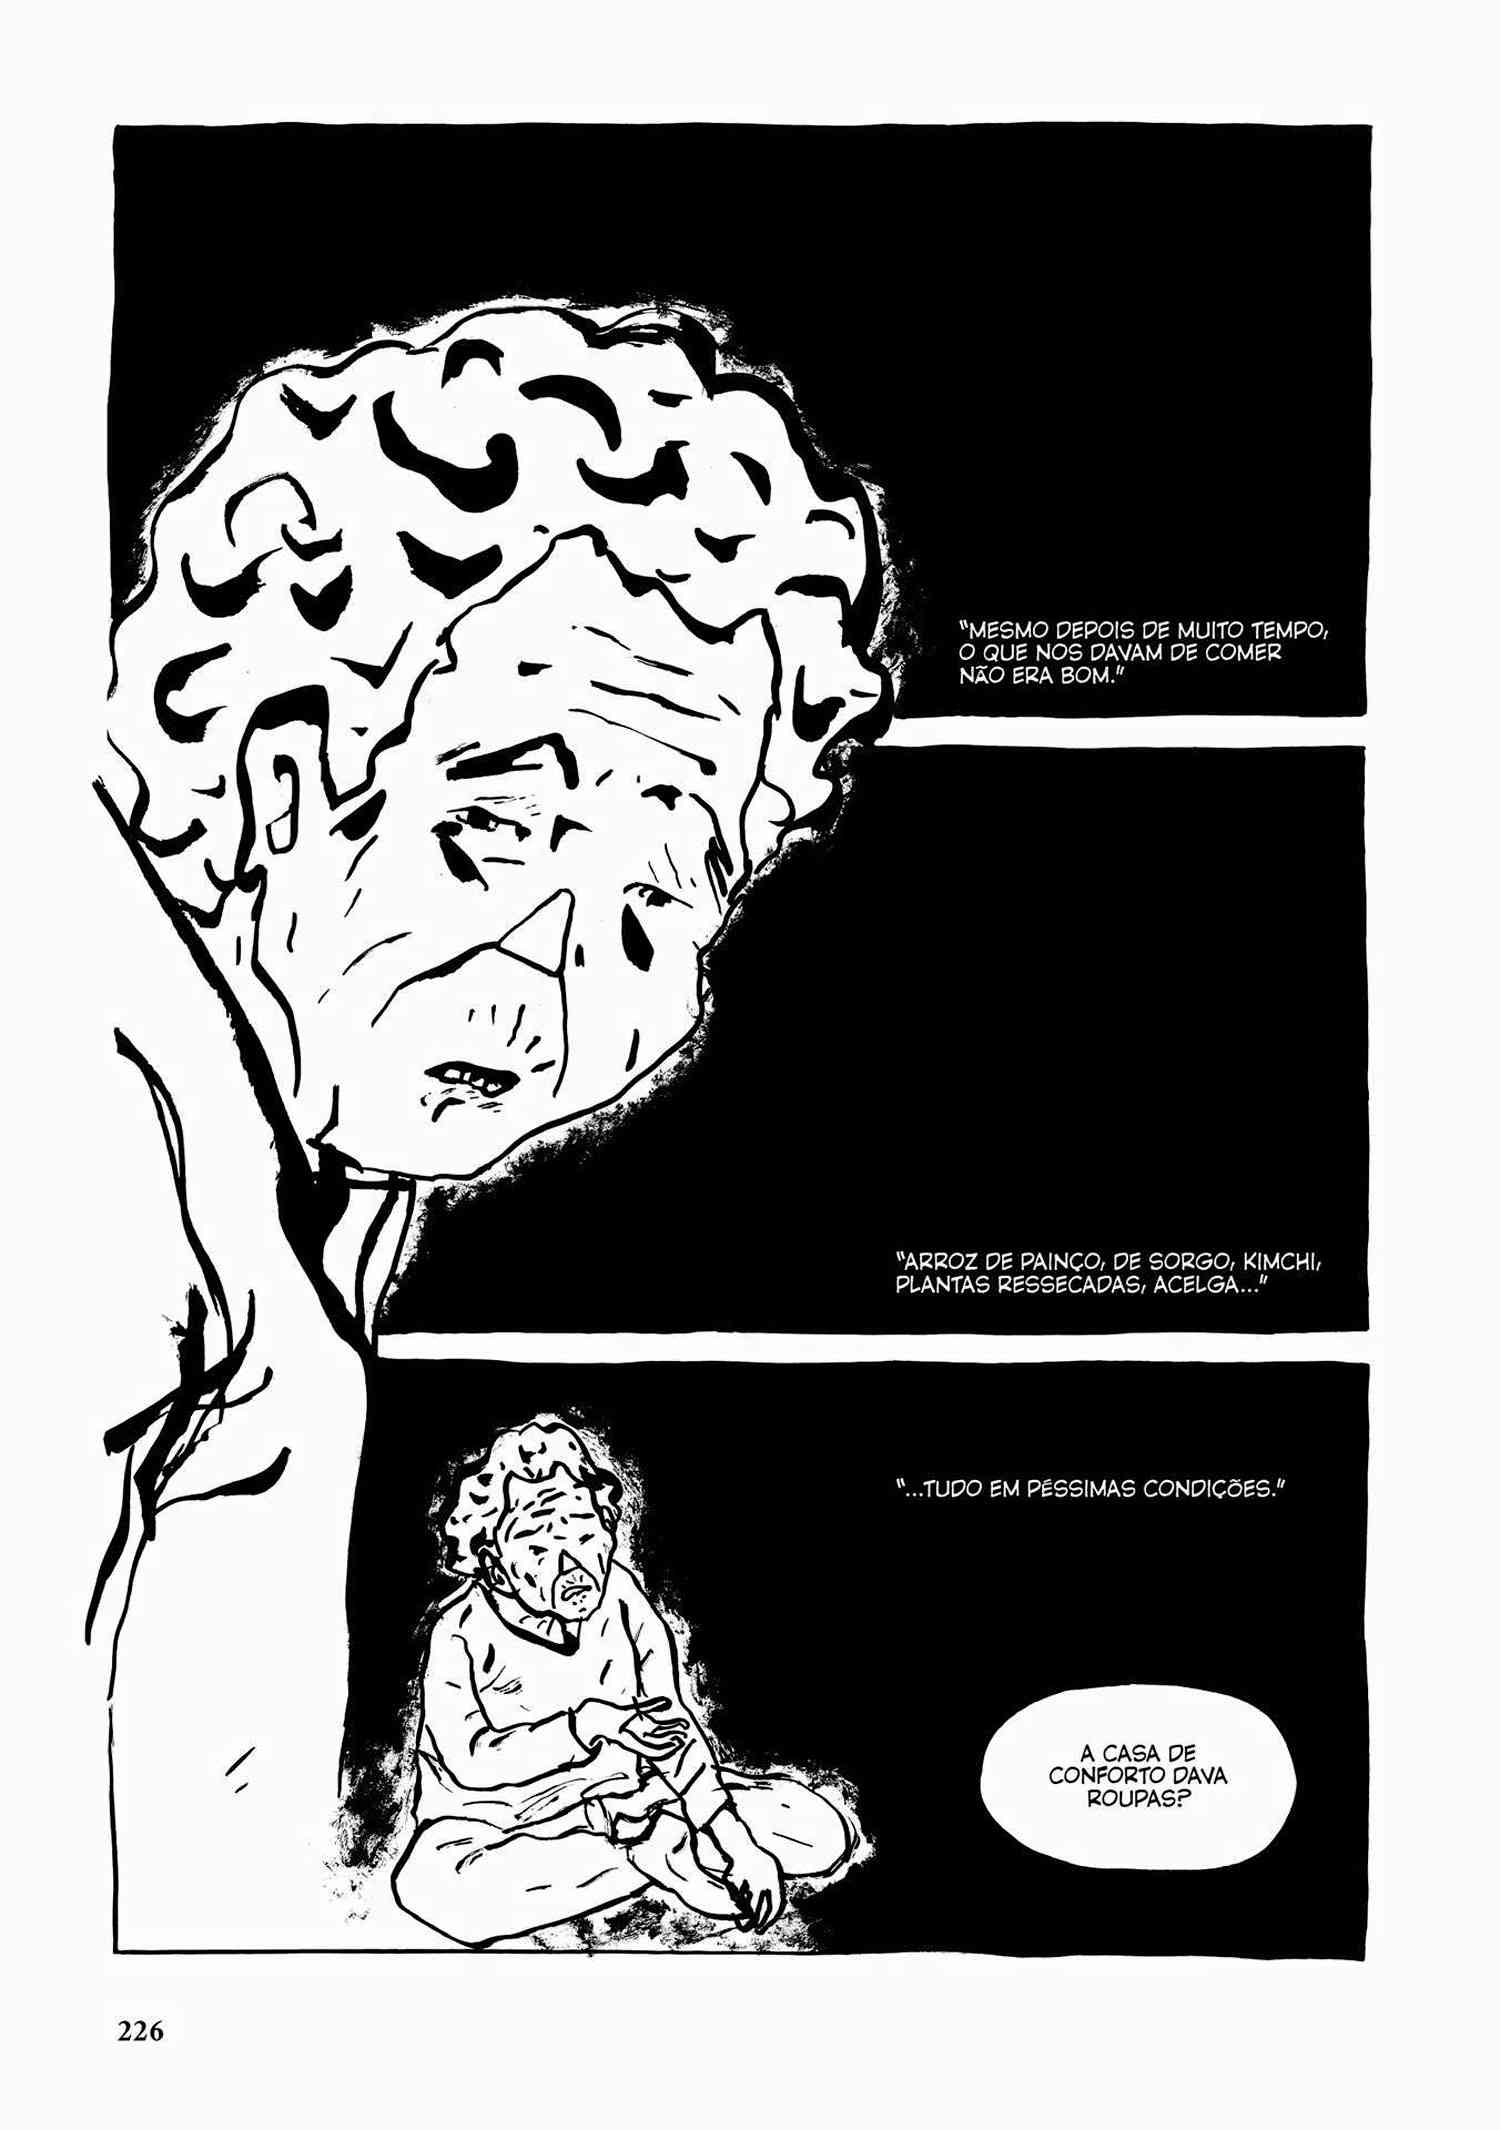 "MESMO DEPOIS DE MUITO TEMPO,
O QUE NOS DAVAM DE COMER
NÃO ERA BOM."
"ARROZ DE PAINÇO, DE SORGO, KIMCHI,
PLANTAS RESSECADAS, ACELGA..."
"...TUDO EM PÉSSIMAS CONDIÇÕES."
A CASA DE
CONFORTO DAVA
ROUPAS?
226